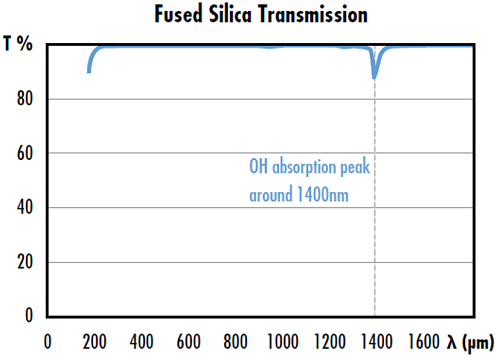 Fused Silica Transmission
T %
80
60
OH absorption peak
around 1400nm
40
20
0
0 200 400 600 800 1000 1200 1400 1600 λ (μm)